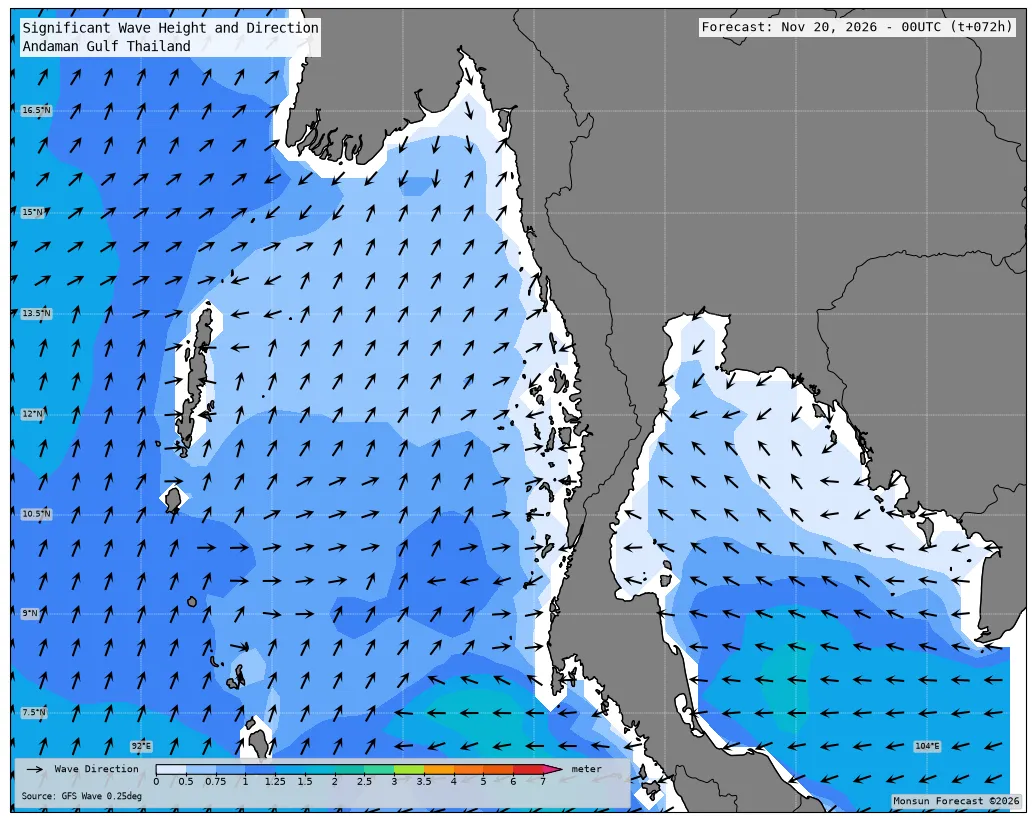 Significant Wave Height and Direction
Andaman Gulf Thailand
Forecast: Nov 20, 2026 - 00UTC (t+072h)
16.5°N
15°N
13.5°N
12°N
10.5°N
9°N
7.5°N
92°E
104°E
Wave Direction
0.5 0.75 1 1.25 1.5 2 2.5 3 3.5 4 5 6 7
meter
Source: GFS Wave 0.25deg
Monsun Forecast ©2026